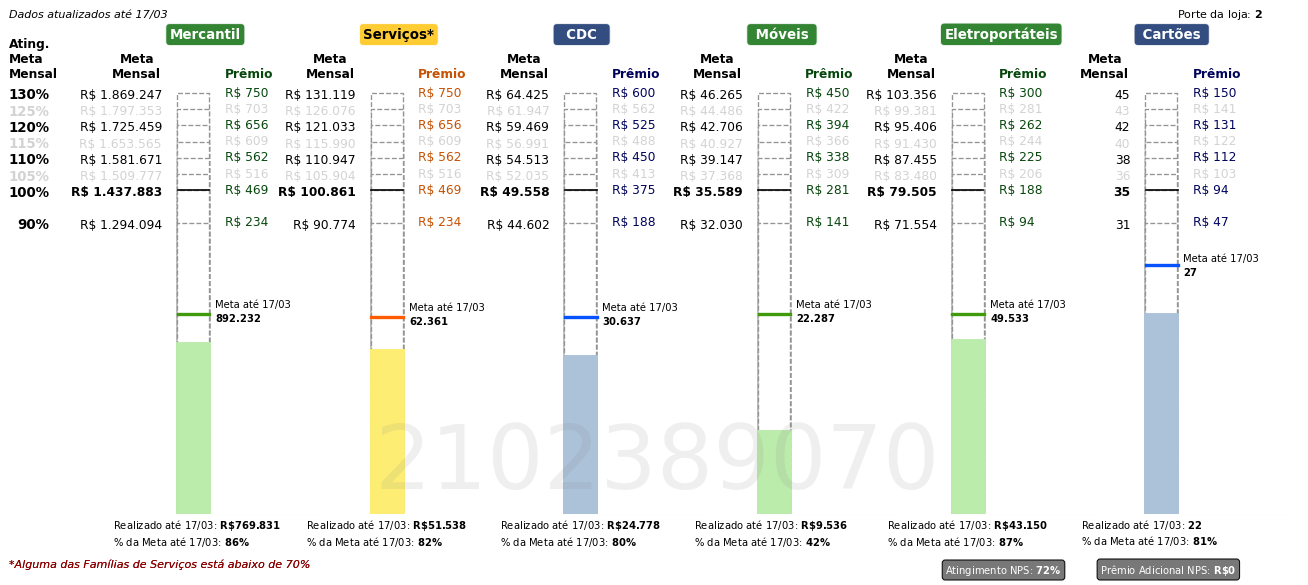 Dados atualizados até 17/03 Porte da loja: 2
Mercantil Serviços* CDC Móveis Eletroportáteis Cartões
Ating. Meta Mensal Meta Mensal Prêmio Meta Mensal Prêmio Meta Mensal Prêmio Meta Mensal Prêmio Meta Mensal Prêmio Meta Mensal Prêmio
130% R$ 1.869.247 R$ 750 R$ 131.119 R$ 750 R$ 64.425 R$ 600 R$ 46.265 R$ 450 R$ 103.356 R$ 300 45 R$ 150
125% R$ 1.797.353 R$ 703 R$ 126.076 R$ 703 R$ 61.947 R$ 562 R$ 44.486 R$ 422 R$ 99.381 R$ 281 43 R$ 141
120% R$ 1.725.459 R$ 656 R$ 121.033 R$ 656 R$ 59.469 R$ 525 R$ 42.706 R$ 394 R$ 95.406 R$ 262 42 R$ 131
115% R$ 1.653.565 R$ 609 R$ 115.990 R$ 609 R$ 56.991 R$ 488 R$ 40.927 R$ 366 R$ 91.430 R$ 244 40 R$ 122
110% R$ 1.581.671 R$ 562 R$ 110.947 R$ 562 R$ 54.513 R$ 450 R$ 39.147 R$ 338 R$ 87.455 R$ 225 38 R$ 112
105% R$ 1.509.777 R$ 516 R$ 105.904 R$ 516 R$ 52.035 R$ 413 R$ 37.368 R$ 309 R$ 83.480 R$ 206 36 R$ 103
100% R$ 1.437.883 R$ 469 R$ 100.861 R$ 469 R$ 49.558 R$ 375 R$ 35.589 R$ 281 R$ 79.505 R$ 188 35 R$ 94
90% R$ 1.294.094 R$ 234 R$ 90.774 R$ 234 R$ 44.602 R$ 188 R$ 32.030 R$ 141 R$ 71.554 R$ 94 31 R$ 47
Meta até 17/03
27
Meta até 17/03 Meta até 17/03 Meta até 17/03 Meta até 17/03 Meta até 17/03
892.232 62.361 30.637 22.287 49.533
2102389070
Realizado até 17/03: R$769.831 Realizado até 17/03: R$51.538 Realizado até 17/03: R$24.778 Realizado até 17/03: R$9.536 Realizado até 17/03: R$43.150 Realizado até 17/03: 22
% da Meta até 17/03: 86% % da Meta até 17/03: 82% % da Meta até 17/03: 80% % da Meta até 17/03: 42% % da Meta até 17/03: 87% % da Meta até 17/03: 81%
*Alguma das Famílias de Serviços está abaixo de 70% Atingimento NPS: 72% Prêmio Adicional NPS: R$0